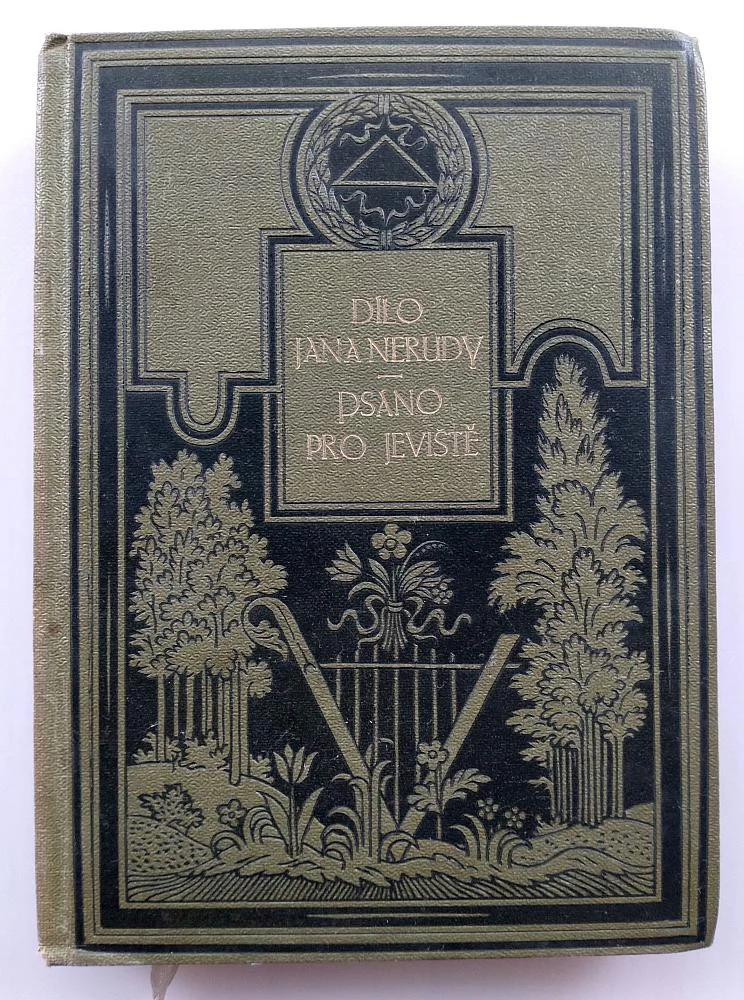 DÍLO
JANA NERUDY
—
PSÁNO
PRO JEVIŠTĚ